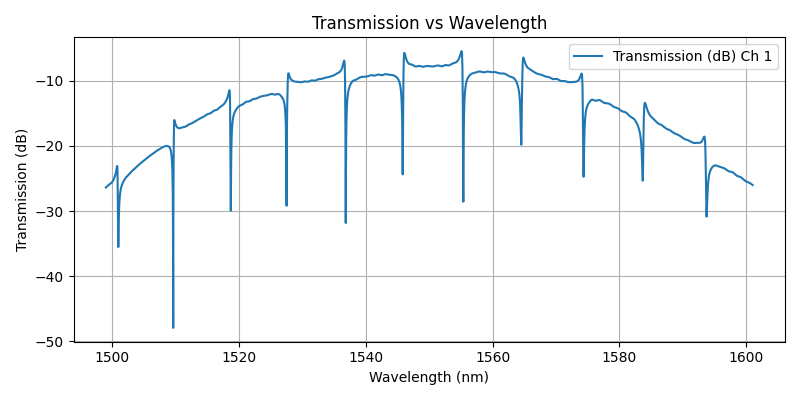 Transmission vs Wavelength
Transmission (dB) Ch 1
Transmission (dB)
−10
−20
−30
−40
−50
1500
1520
1540
1560
1580
1600
Wavelength (nm)